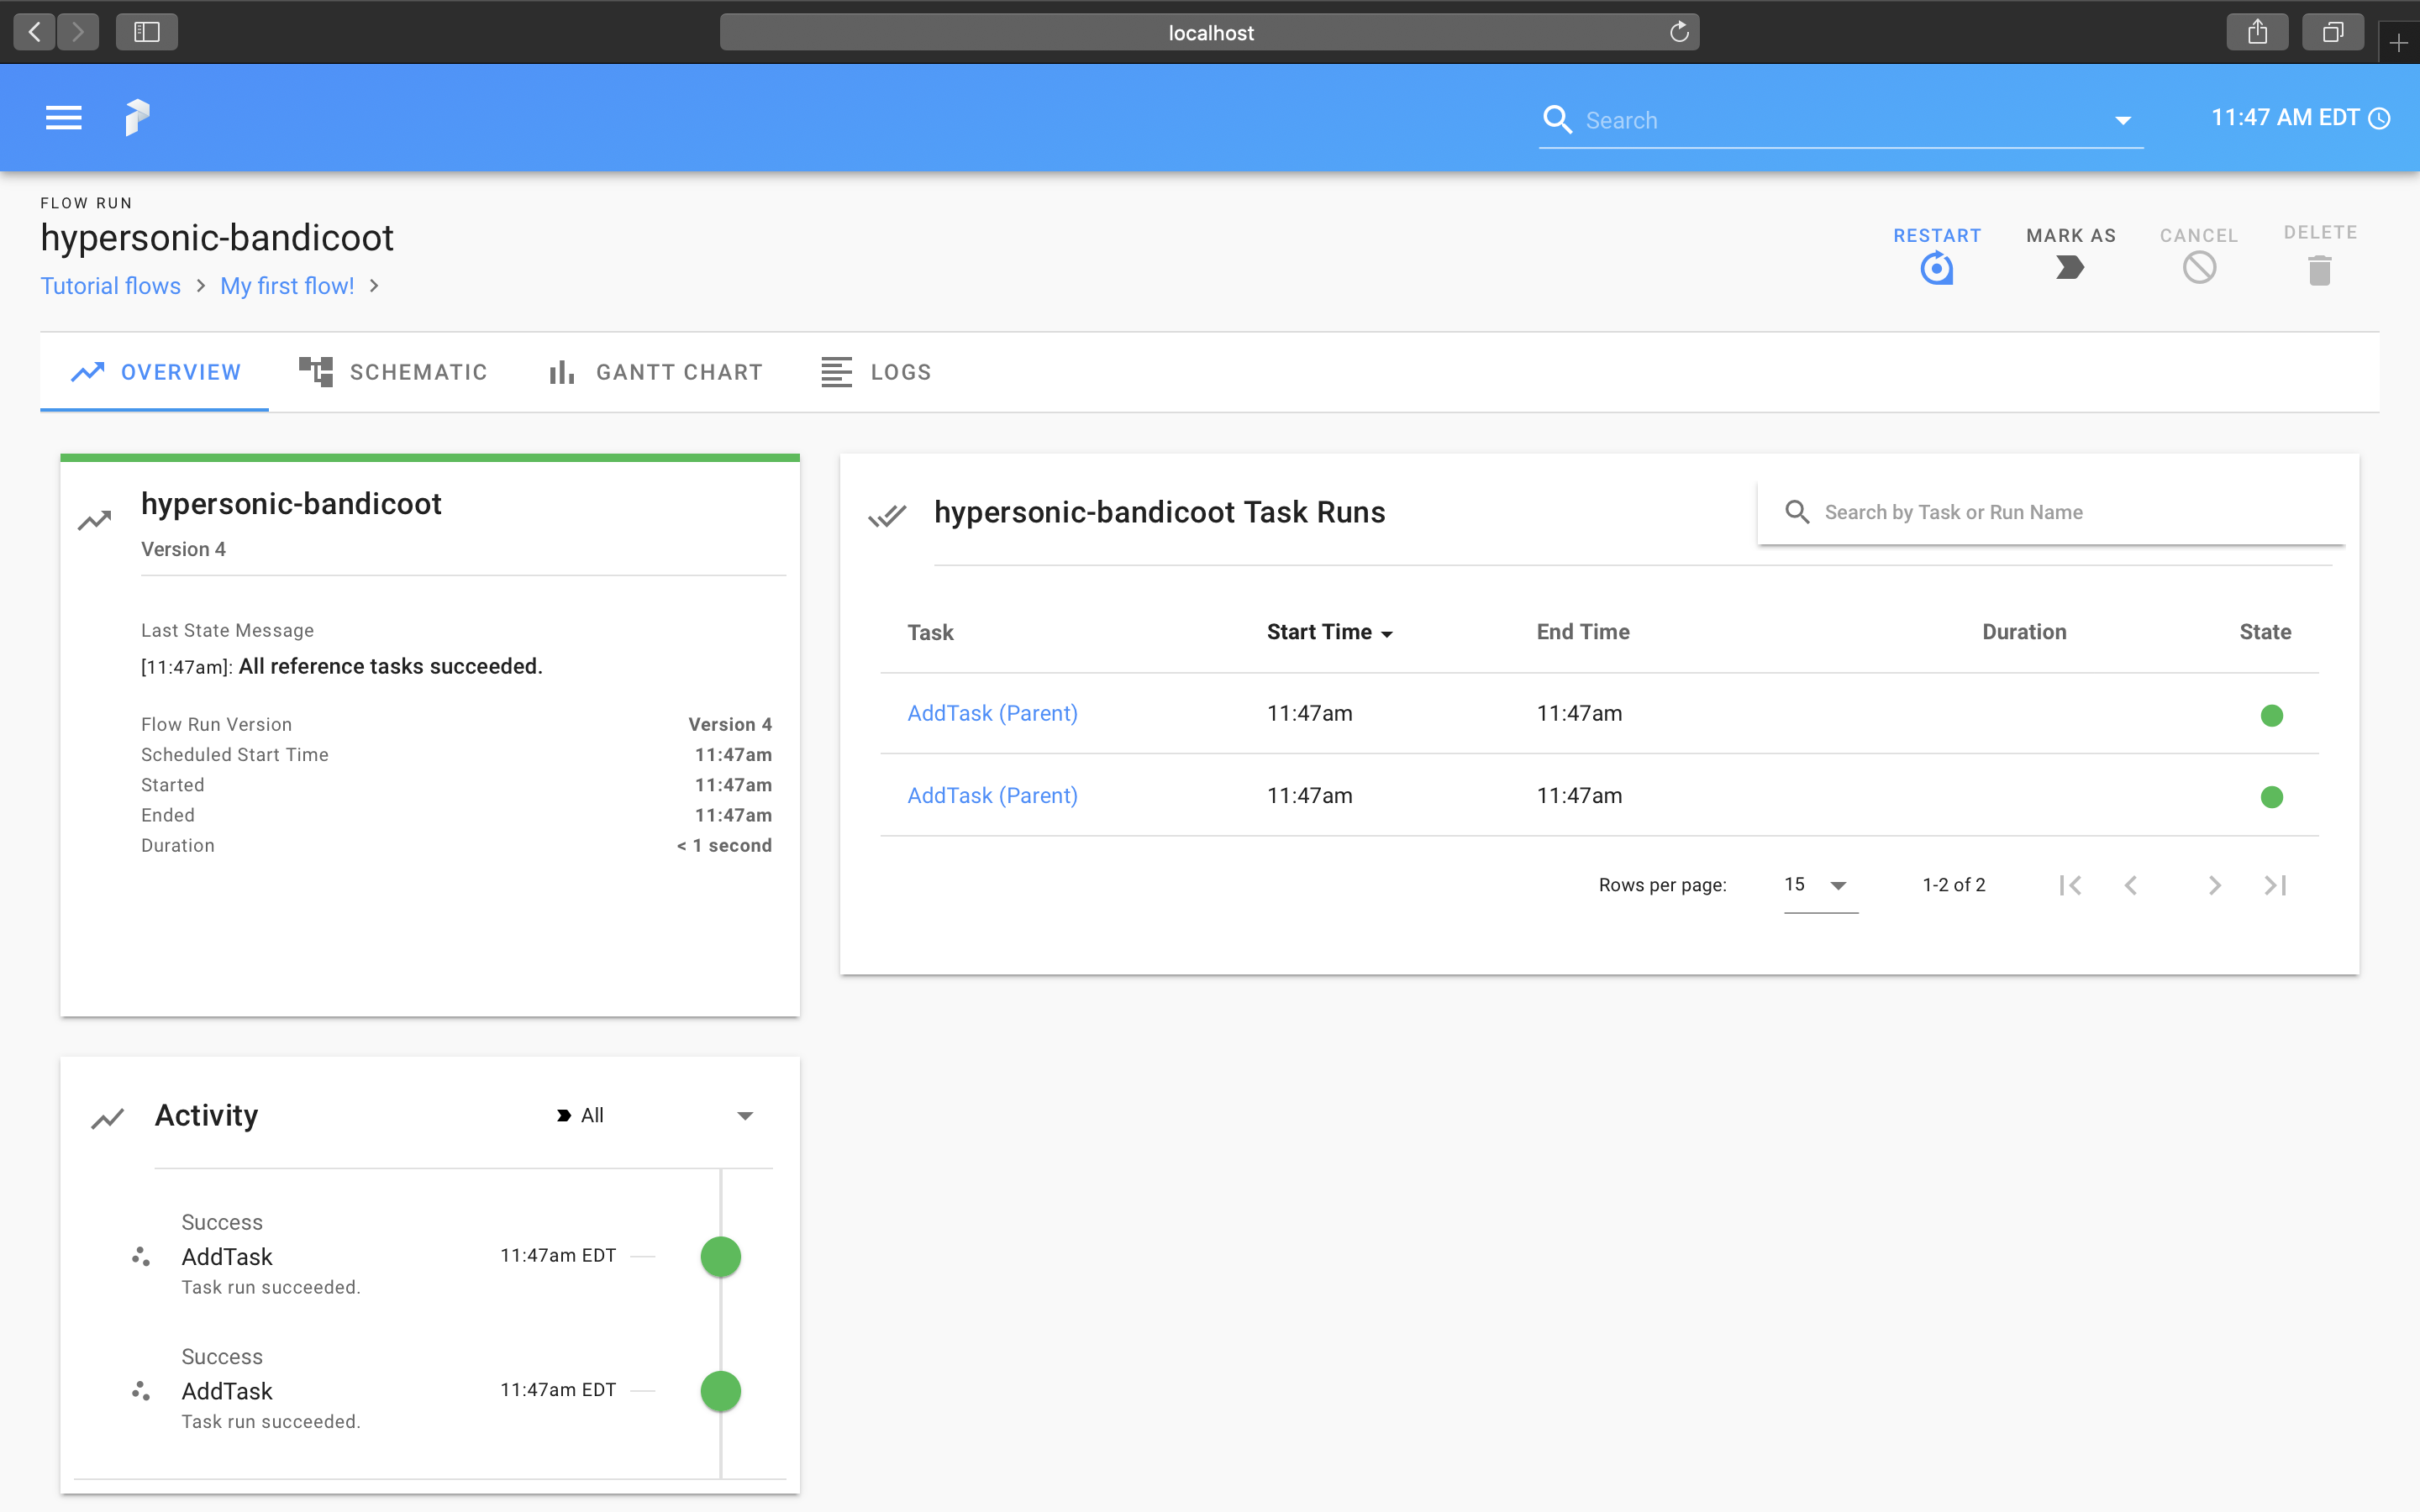 localhost
Search
11:47 AM EDT
FLOW RUN
hypersonic-bandicoot
Tutorial flows > My first flow! >
RESTART
MARK AS
CANCEL
DELETE
OVERVIEW
SCHEMATIC
GANTT CHART
LOGS
hypersonic-bandicoot
Version 4
Last State Message
[11:47am]: All reference tasks succeeded.
Flow Run Version Version 4
Scheduled Start Time 11:47am
Started 11:47am
Ended 11:47am
Duration < 1 second
hypersonic-bandicoot Task Runs
Search by Task or Run Name
Task Start Time End Time Duration State
AddTask (Parent) 11:47am 11:47am
AddTask (Parent) 11:47am 11:47am
Rows per page: 15 1-2 of 2
Activity
All
Success
AddTask 11:47am EDT
Task run succeeded.
Success
AddTask 11:47am EDT
Task run succeeded.